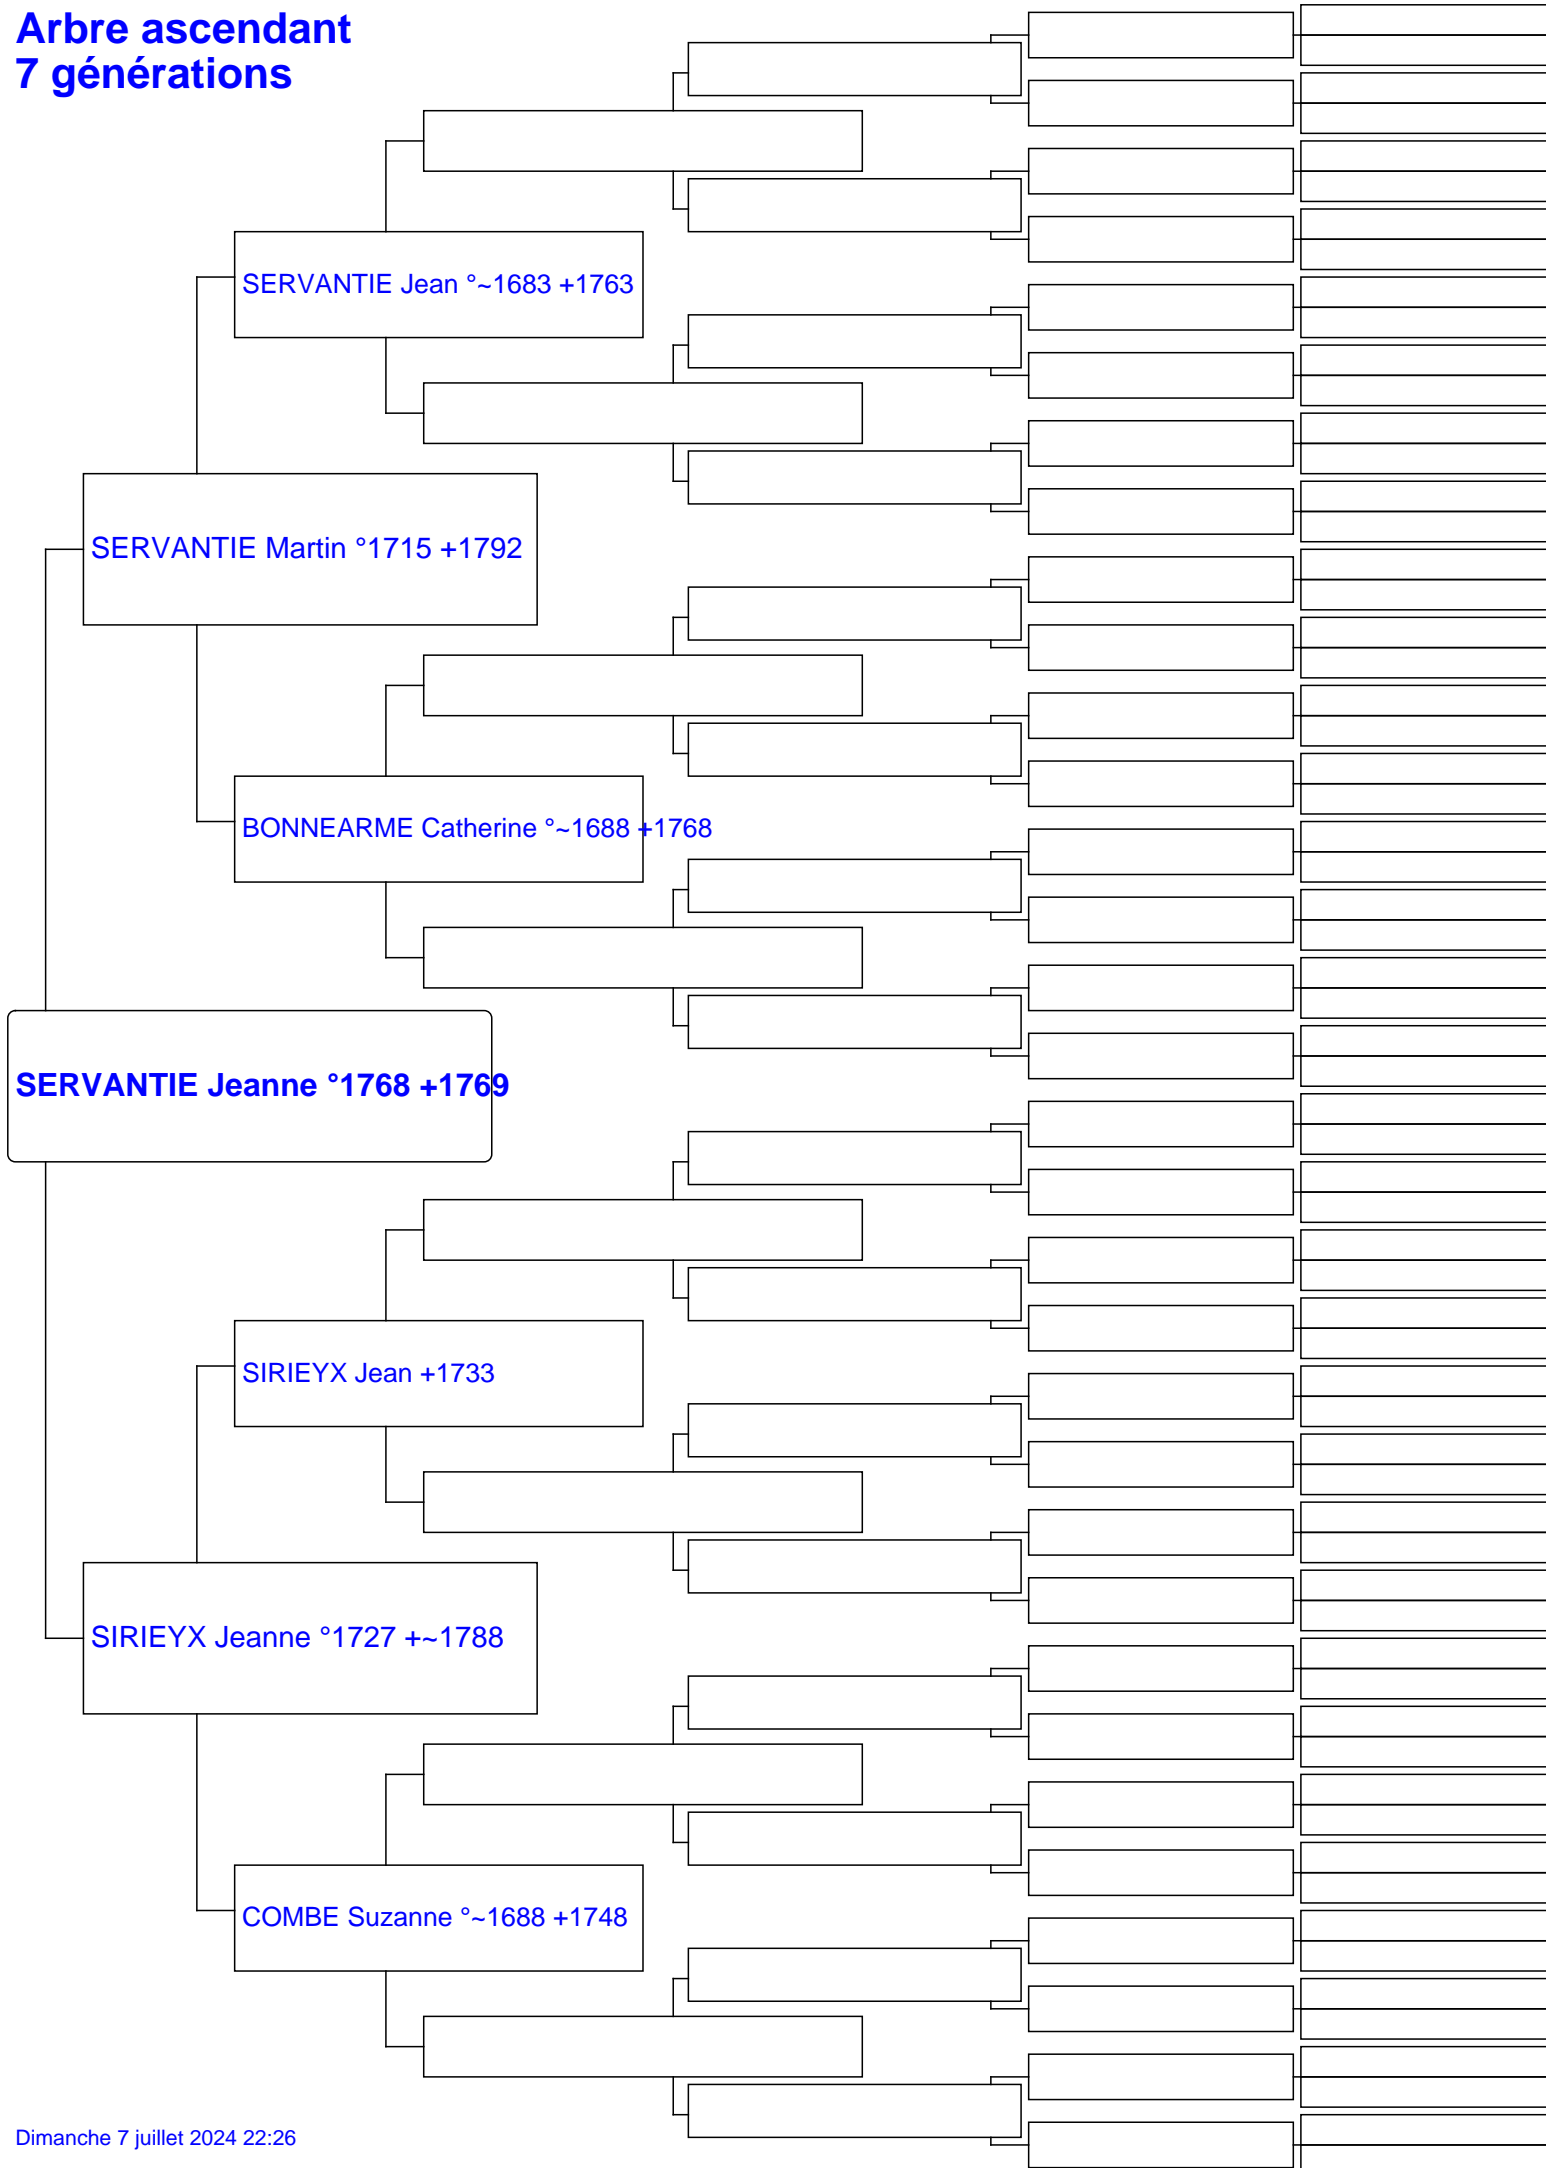 Arbre ascendant
7 générations
SERVANTIE Jean °~1683 +1763
SERVANTIE Martin °1715 +1792
BONNEARME Catherine °~1688 +1768
SERVANTIE Jeanne °1768 +1769
SIRIEYX Jean +1733
SIRIEYX Jeanne °1727 +~1788
COMBE Suzanne °~1688 +1748
Dimanche 7 juillet 2024 22:26